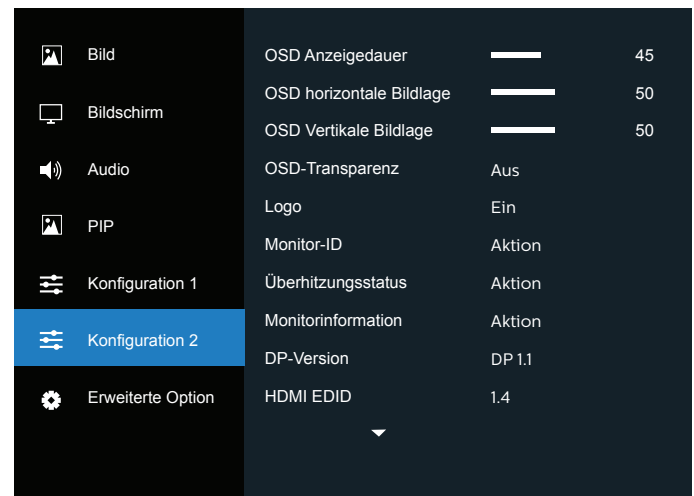 Bild
Bildschirm
Audio
PIP
Konfiguration 1
Konfiguration 2
Erweiterte Option
OSD Anzeigedauer 45
OSD horizontale Bildlage 50
OSD Vertikale Bildlage 50
OSD-Transparenz Aus
Logo Ein
Monitor-ID Aktion
Überhitzungsstatus Aktion
Monitorinformation Aktion
DP-Version DP 1.1
HDMI EDID 1.4